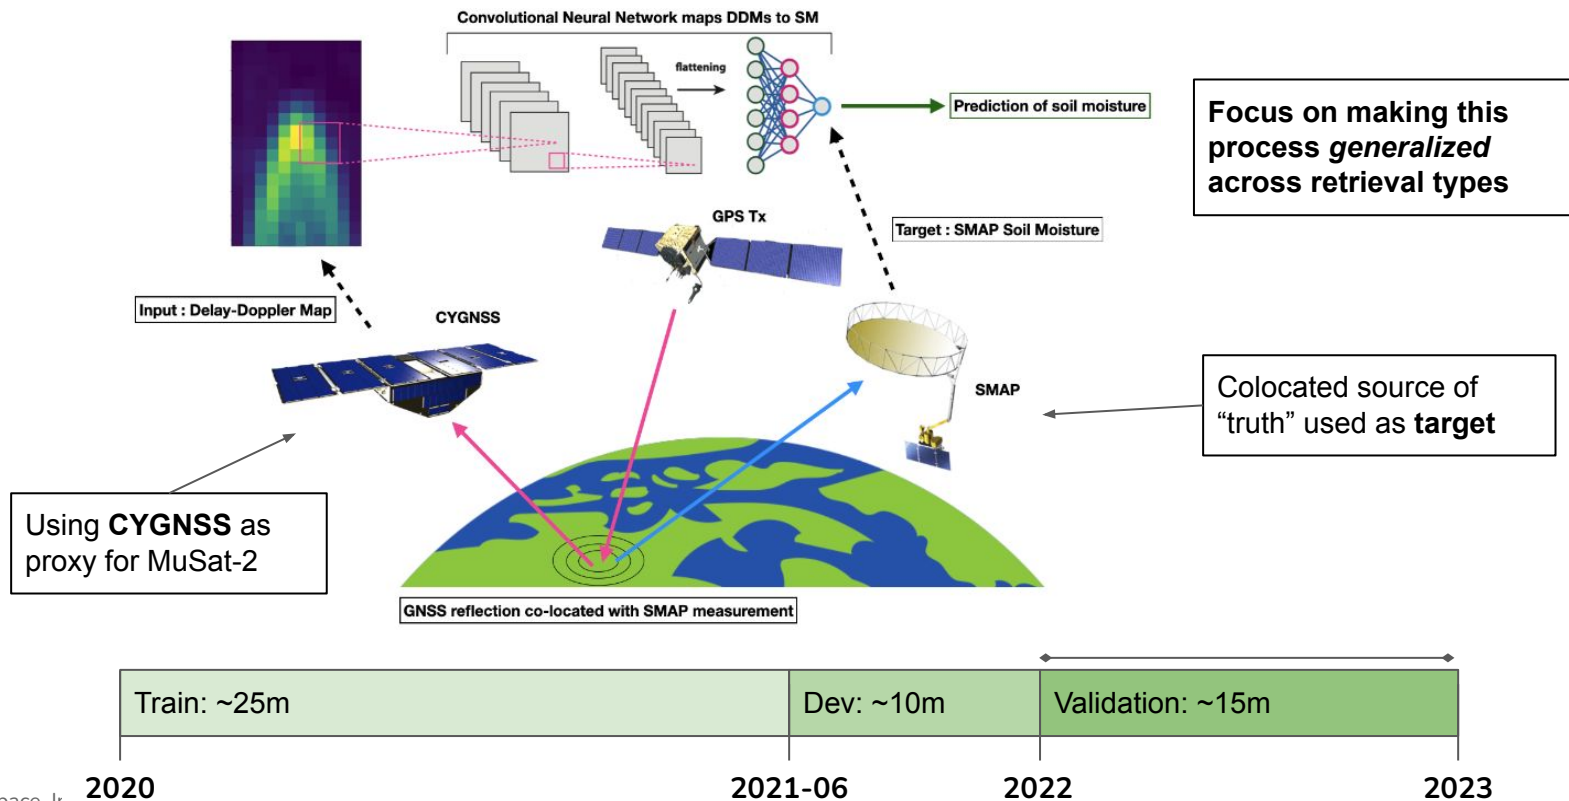 Convolutional Neural Network maps DDMs to SM
flattening
Prediction of soil moisture
Focus on making this
process generalized
across retrieval types
GPS Tx
Target : SMAP Soil Moisture
Input : Delay-Doppler Map
CYGNSS
SMAP
Colocated source of
“truth” used as target
Using CYGNSS as
proxy for MuSat-2
GNSS reflection co-located with SMAP measurement
Train: ~25m
Dev: ~10m
Validation: ~15m
2020
2021-06
2022
2023